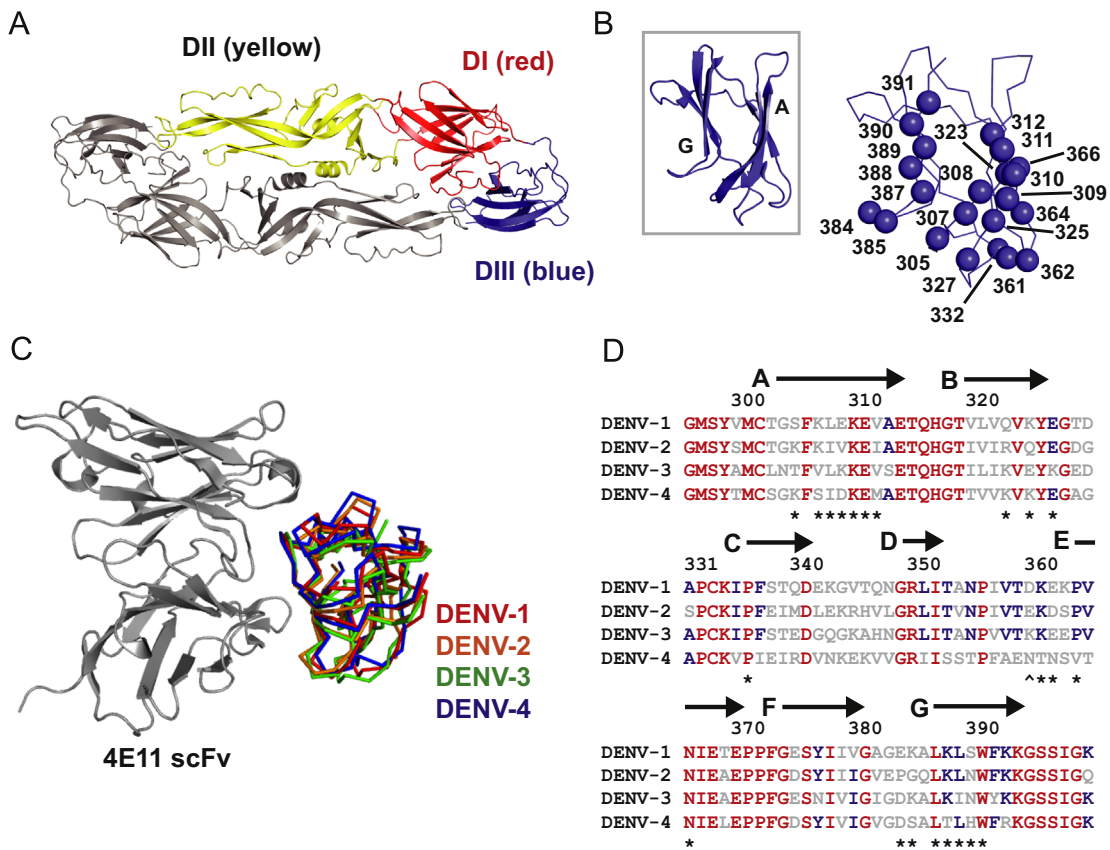 A
DII (yellow)
DI (red)
DIII (blue)
B
G
A
391
390
389
388
387
384
385
323
308
307
305
327
332
312
311
366
310
309
364
325
362
361
C
4E11 scFv
DENV-1
DENV-2
DENV-3
DENV-4
D
A B
300 310 320
DENV-1 GMSYVMCTGSFKLEKEVAETQHGTVLVQVKYEGTD
DENV-2 GMSYSMCTGKFKIVKEIAETQHGTIVIRVQYEGTD
DENV-3 GMSYAMCLNTFVLKKEVSETQHGTILIKVEYKGED
DENV-4 GMSYTMCSGKFSIDKEMAETQHGTTVVKVKYEGAG
* ****** * * *
C D E
331 340 350 360
DENV-1 APCKIPFSTQDEKGVTQNGRLITANPIVTDKEKPV
DENV-2 SPCKIPFEIMDLEKRHVLGRLITVNPIVTEKDSPV
DENV-3 APCKIPFSTEDGQGKAHNGRLITANPVVTKKEEPV
DENV-4 APCKVPIEIRDVNKEKVVGRIISSTPFAENTNSVT
* ^** *
F G
370 380 390
DENV-1 NIETEPPFGESYIIVGAGEKALKLSWFKKGSSIGK
DENV-2 NIEAEPPFGDSYIIIGVEPGQLKLNWFKKGSSIGQ
DENV-3 NIEAEPPFGESNIVIGIGDKALKINWYKKGSSIGK
DENV-4 NIELEPPFGDSYIVIGVGDSALTLHWFRKGSSIGK
* ** *****